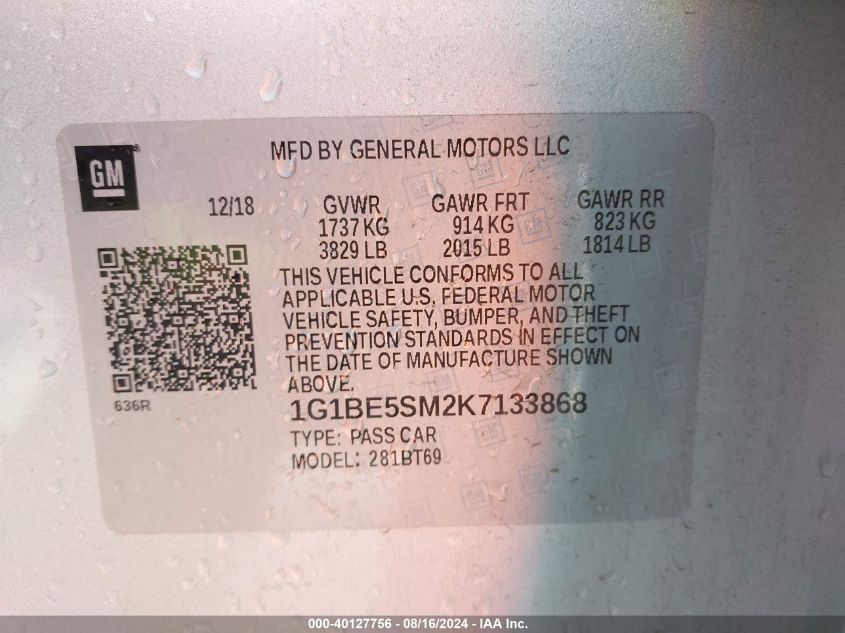 GM
MFD BY GENERAL MOTORS LLC
12/18 GVWR GAWR FRT GAWR RR
1737 KG 914 KG 823 KG
3829 LB 2015 LB 1814 LB
THIS VEHICLE CONFORMS TO ALL
APPLICABLE U.S. FEDERAL MOTOR
VEHICLE SAFETY, BUMPER, AND THEFT
PREVENTION STANDARDS IN EFFECT ON
THE DATE OF MANUFACTURE SHOWN
ABOVE.
636R
1G1BE5SM2K7133868
TYPE: PASS CAR
MODEL: 281BT69
000-40127756 - 08/16/2024 - IAA Inc.